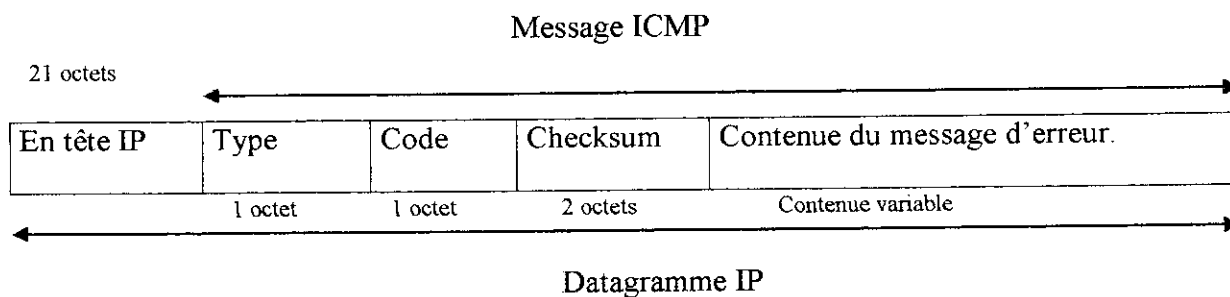 Message ICMP
21 octets
En tête IP
Type
Code
Checksum
Contenue du message d'erreur.
1 octet
1 octet
2 octets
Contenue variable
Datagramme IP